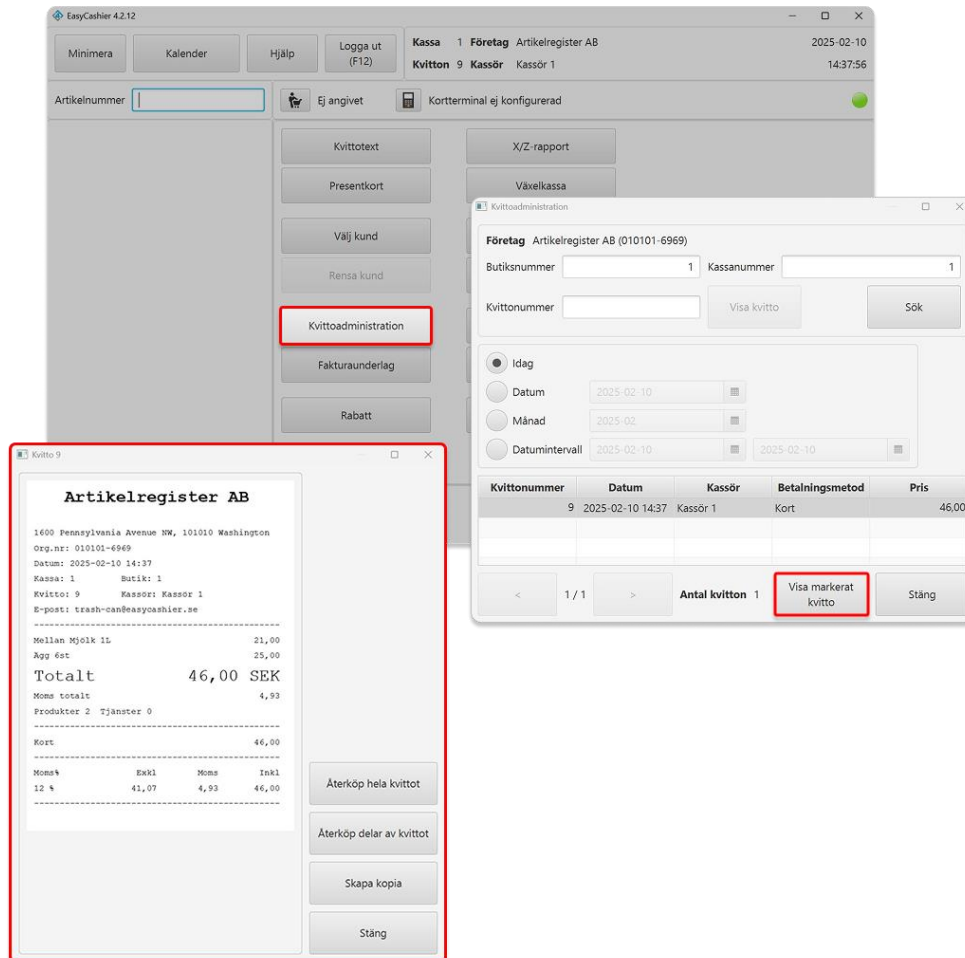 EasyCashier 4.2.12
Minimera
Kalender
Hjälp
Logga ut
(F12)
Kassa 1 Företag Artikelregister AB
Kvitton 9 Kassör Kassör 1
2025-02-10
14:37:56
Artikelnummer
Ej angivet
Kortterminal ej konfigurerad
Kvittotext
X/Z-rapport
Presentkort
Växelkassa
Välj kund
Rensa kund
Kvittoadministration
Fakturaunderlag
Rabatt
Kvittoadministration
Företag Artikelregister AB (010101-6969)
Butiksnummer 1 Kassanummer 1
Kvittonummer
Visa kvitto
Sök
Idag
Datum 2025-02-10
Månad 2025-02
Datumintervall 2025-02-10 2025-02-10
Kvittonummer Datum Kassör Betalningsmetod Pris
9 2025-02-10 14:37 Kassör 1 Kort 46,00
< 1 / 1 > Antal kvitton 1
Visa markerat
kvitto
Stäng
Kvitto 9
Artikelregister AB
1600 Pennsylvania Avenue NW, 101010 Washington
Org.nr: 010101-6969
Datum: 2025-02-10 14:37
Kassa: 1 Butik: 1
Kvitto: 9 Kassör: Kassör 1
E-post: trash-can@easycashier.se
Mellan Mjölk 1L 21,00
Ägg 6st 25,00
Totalt 46,00 SEK
Moms totalt 4,93
Produkter 2 Tjänster 0
Kort 46,00
Moms% Exkl Moms Inkl
12 % 41,07 4,93 46,00
Återköp hela kvittot
Återköp delar av kvittot
Skapa kopia
Stäng